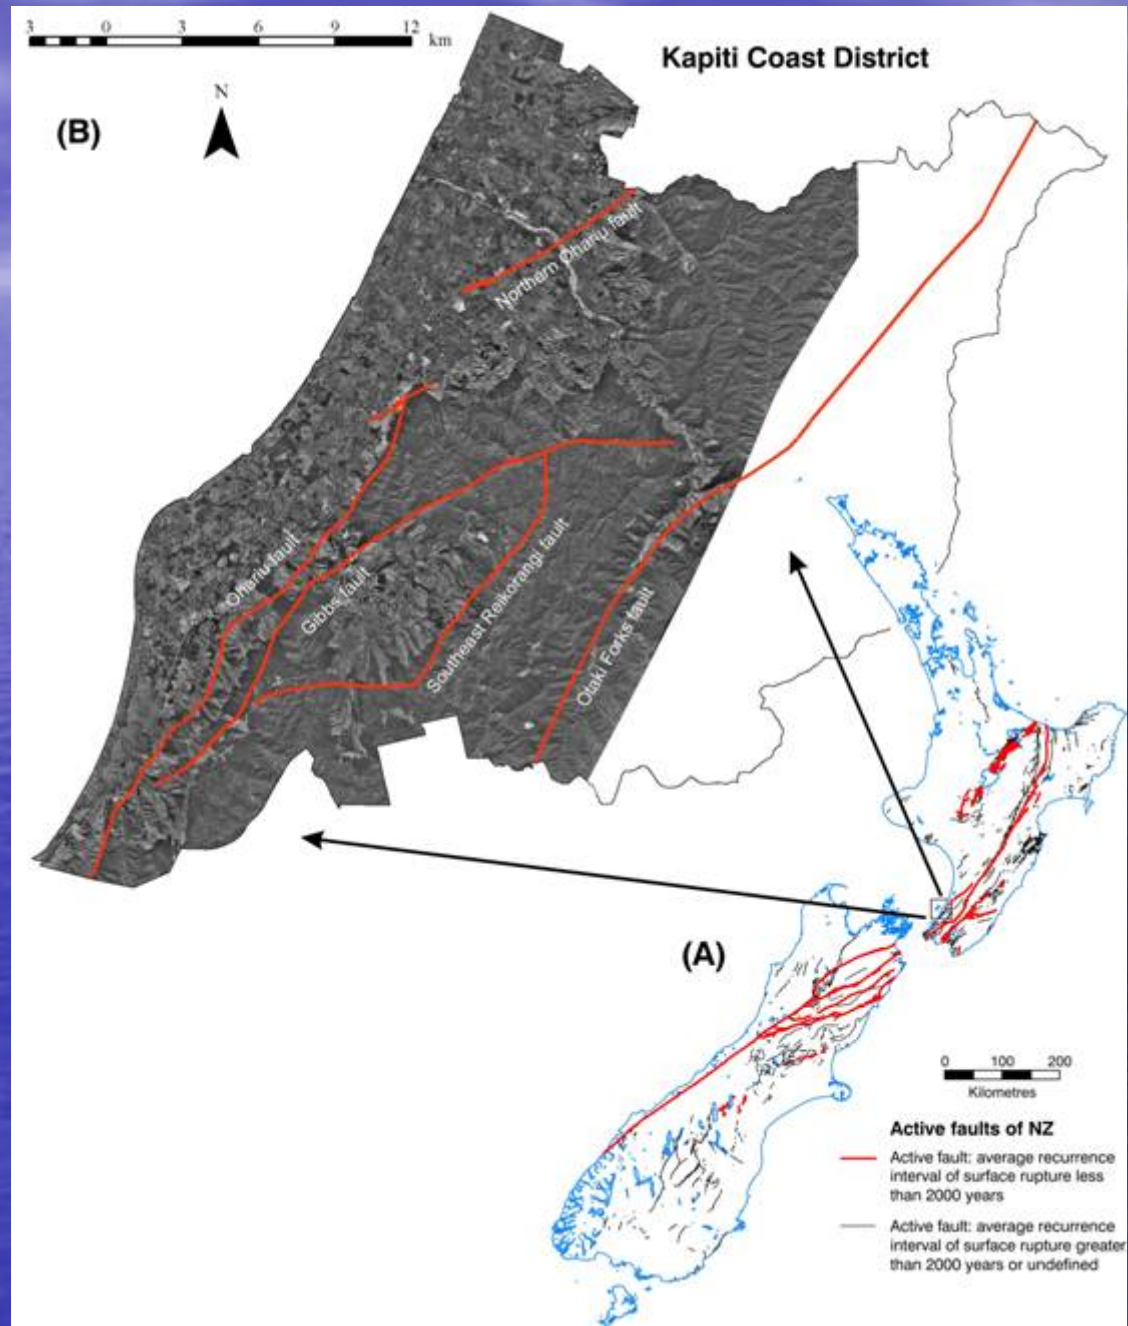 3 0 3 6 9 12 km
Kapiti Coast District
N
(B)
Northern Ohariu fault
Ohariu fault
Gibbs fault
Southeast Reikorangi fault
Otaki Forks fault
(A)
0 100 200
Kilometres
Active faults of NZ
Active fault: average recurrence
interval of surface rupture less
than 2000 years
Active fault: average recurrence
interval of surface rupture greater
than 2000 years or undefined